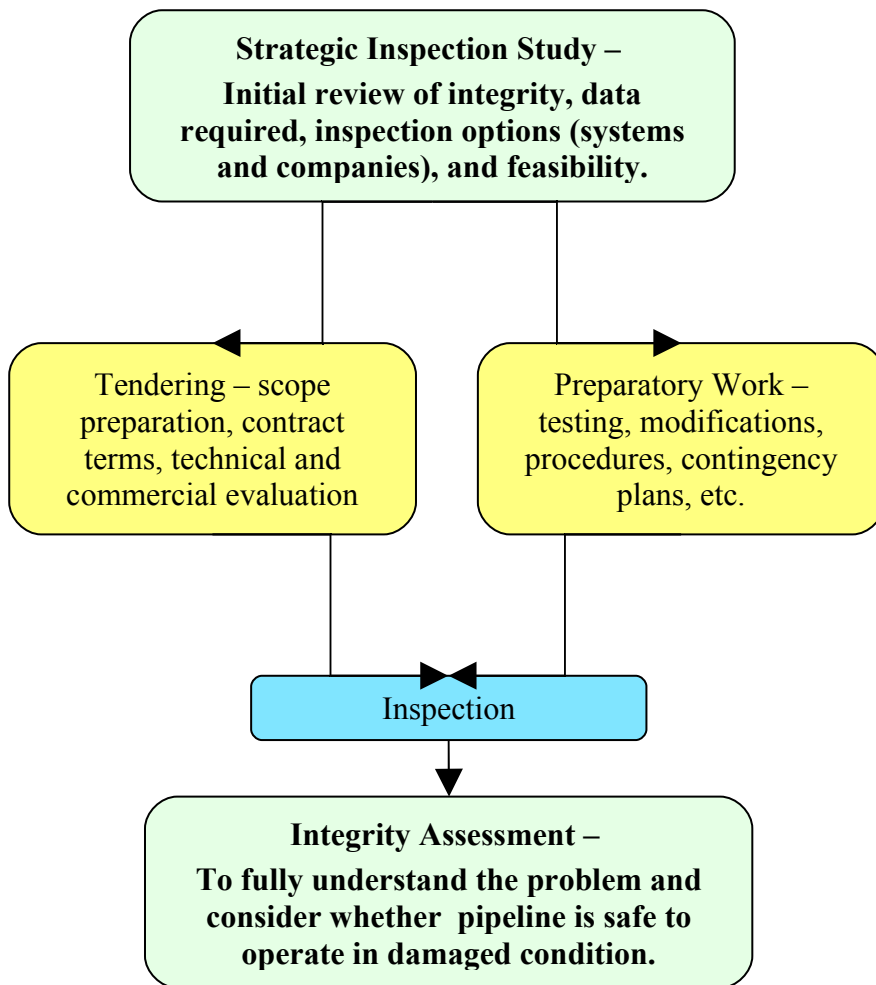 Strategic Inspection Study –
Initial review of integrity, data
required, inspection options (systems
and companies), and feasibility.
Tendering – scope
preparation, contract
terms, technical and
commercial evaluation
Preparatory Work –
testing, modifications,
procedures, contingency
plans, etc.
Inspection
Integrity Assessment –
To fully understand the problem and
consider whether pipeline is safe to
operate in damaged condition.